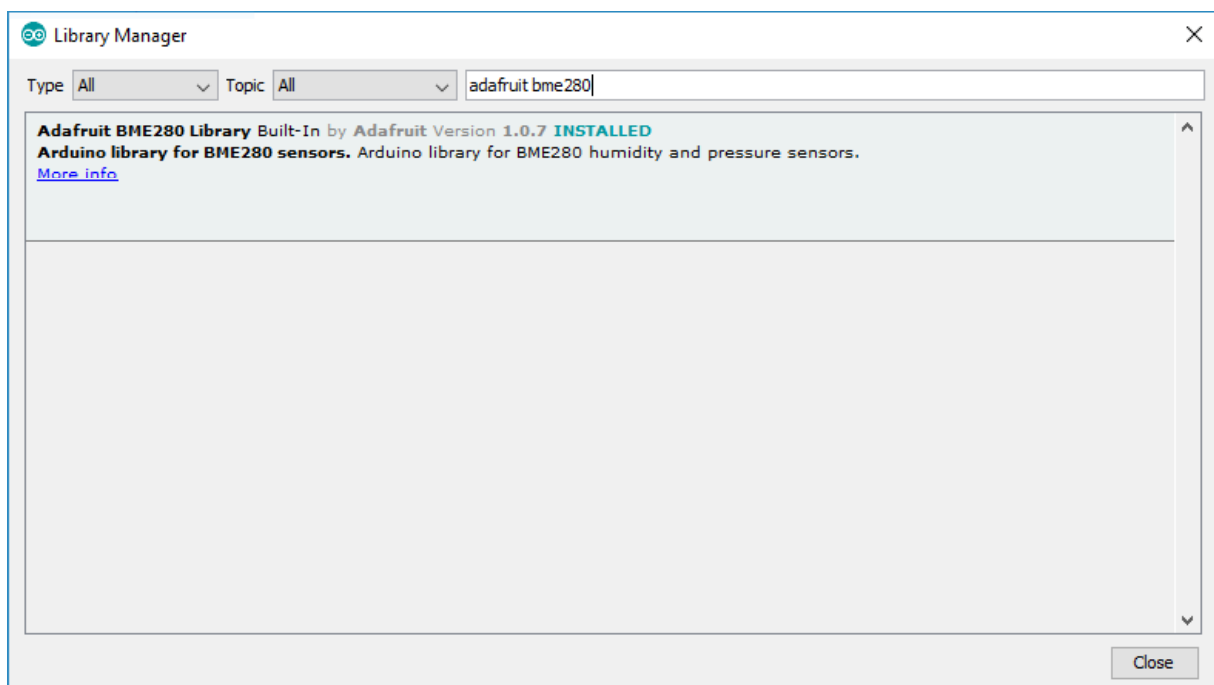 Library Manager
Type All Topic All adafruit bme280
Adafruit BME280 Library Built-In by Adafruit Version 1.0.7 INSTALLED
Arduino library for BME280 sensors. Arduino library for BME280 humidity and pressure sensors.
More info
Close